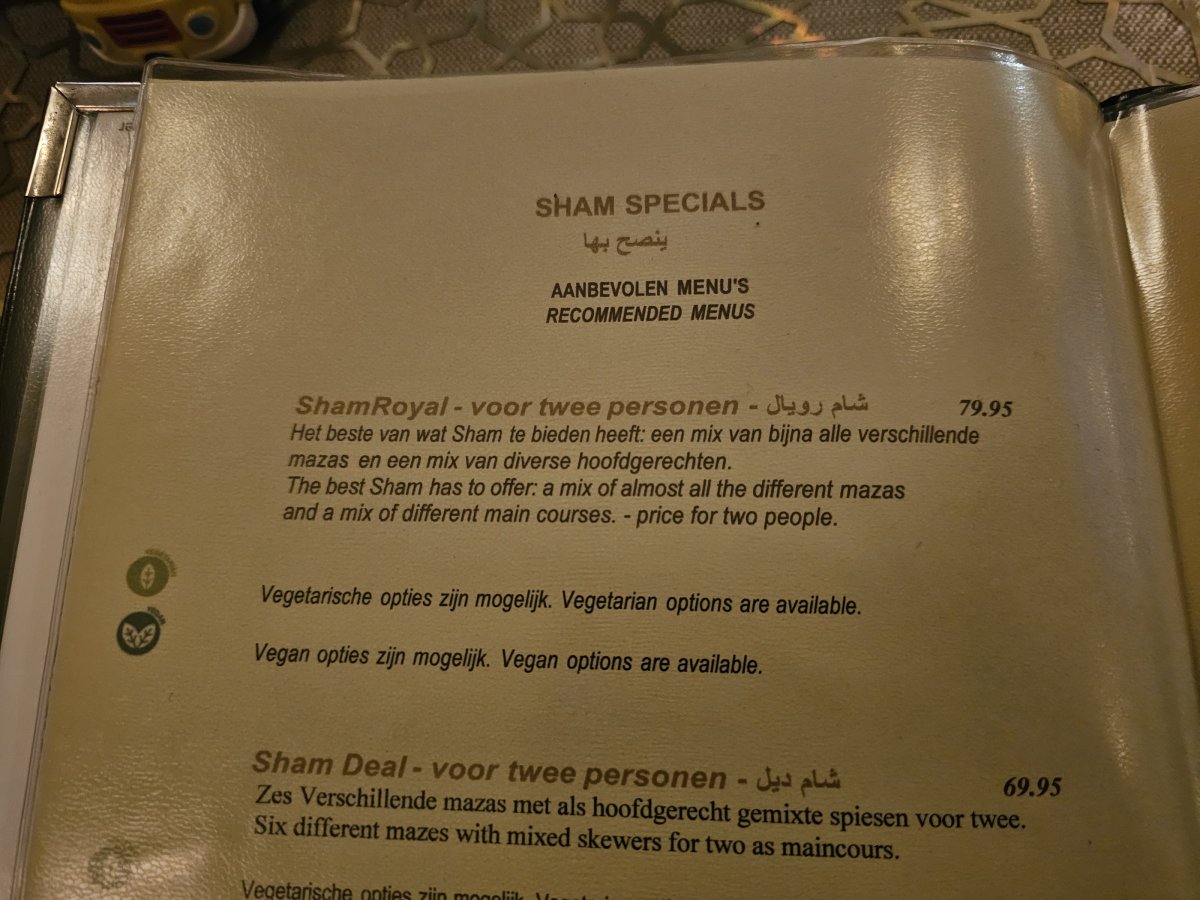 SHAM SPECIALS
ينصح بها
AANBEVOLEN MENU'S
RECOMMENDED MENUS
ShamRoyal - voor twee personen - شام رويال 79.95
Het beste van wat Sham te bieden heeft: een mix van bijna alle verschillende
mazas en een mix van diverse hoofdgerechten.
The best Sham has to offer: a mix of almost all the different mazas
and a mix of different main courses. - price for two people.
Vegetarische opties zijn mogelijk. Vegetarian options are available.
VEGAN
Vegan opties zijn mogelijk. Vegan options are available.
Sham Deal - voor twee personen - شام ديل 69.95
Zes Verschillende mazas met als hoofdgerecht gemixte spiesen voor twee.
Six different mazes with mixed skewers for two as maincours.
Vegetarische opties zijn mogelijk.